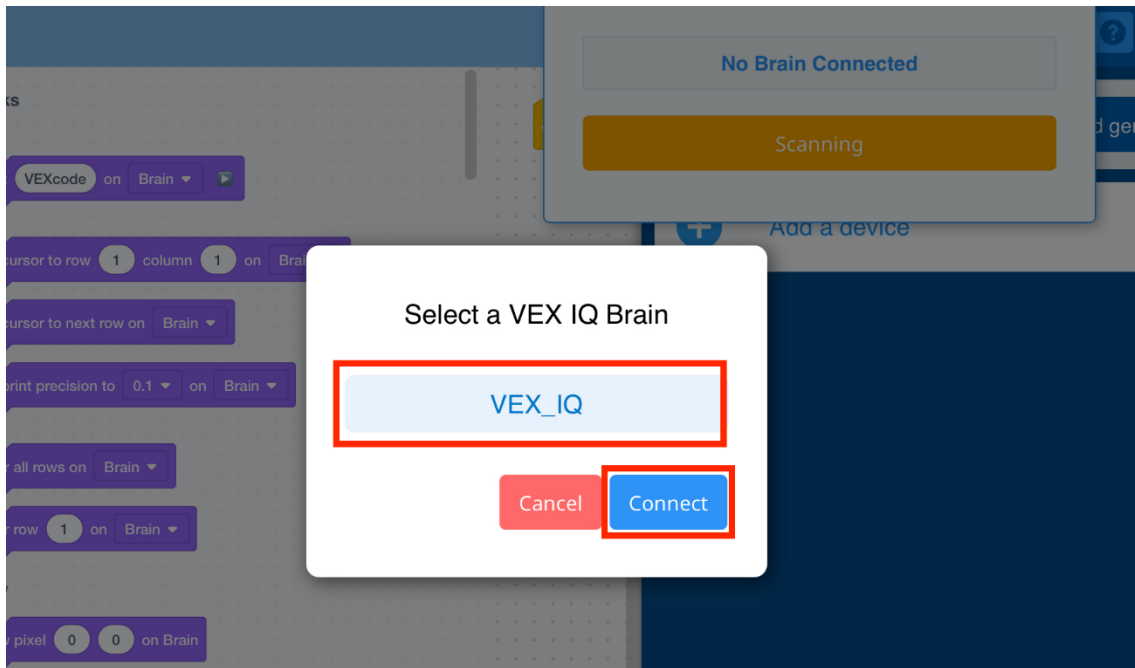 No Brain Connected
Scanning
Add a device
VEXcode on Brain
cursor to row 1 column 1 on
cursor to next row on Brain
print precision to 0.1 on Brain
all rows on Brain
row 1 on Brain
pixel 0 0 on Brain
Select a VEX IQ Brain
VEX_IQ
Cancel Connect
?